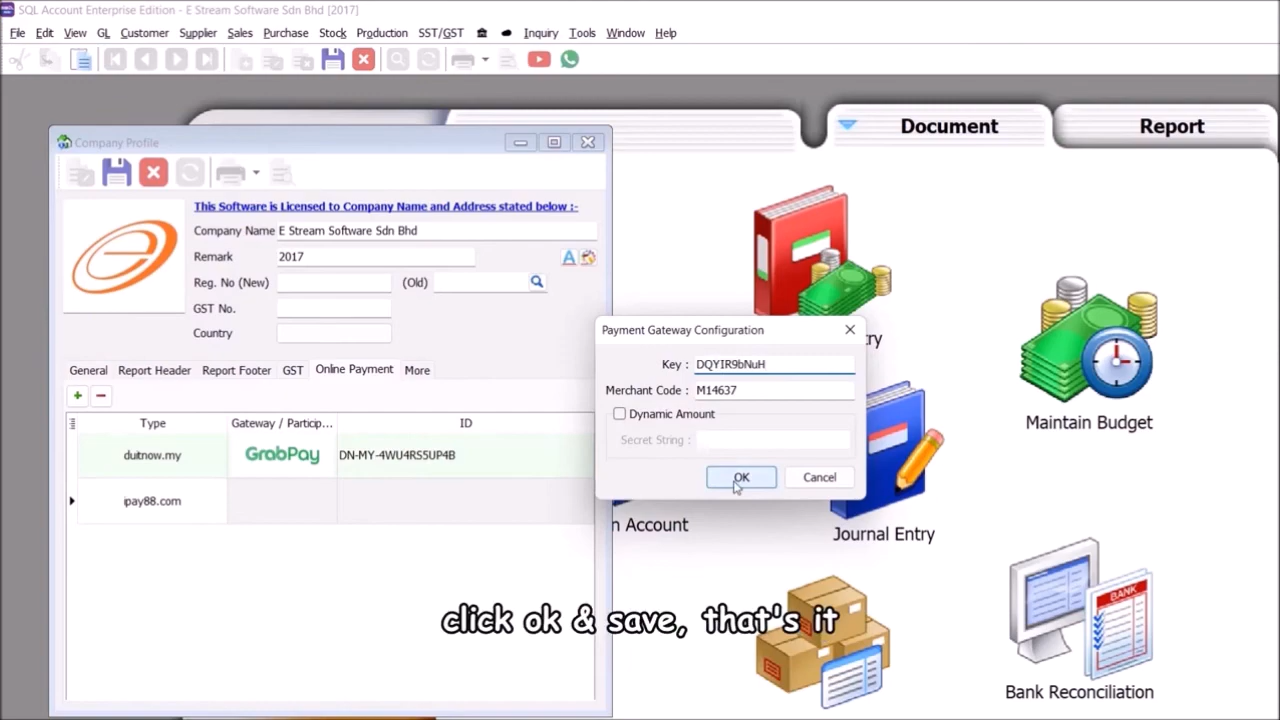 SQL Account Enterprise Edition - E Stream Software Sdn Bhd [2017]
File Edit View GL Customer Supplier Sales Purchase Stock Production SST/GST Inquiry Tools Window Help
Document
Report
Company Profile
This Software is Licensed to Company Name and Address stated below :-
Company Name E Stream Software Sdn Bhd
Remark 2017
Reg. No (New) (Old)
GST No.
Country
General Report Header Report Footer GST Online Payment More
Type Gateway / Particip... ID
duitnow.my GrabPay DN-MY-4WU4RS5UP4B
ipay88.com
Payment Gateway Configuration
Key : DQYIR9bNuH
Merchant Code : M14637
Dynamic Amount
Secret String :
OK Cancel
Maintain Budget
n Account
Journal Entry
Bank Reconciliation
BANK
click ok & save, that's it